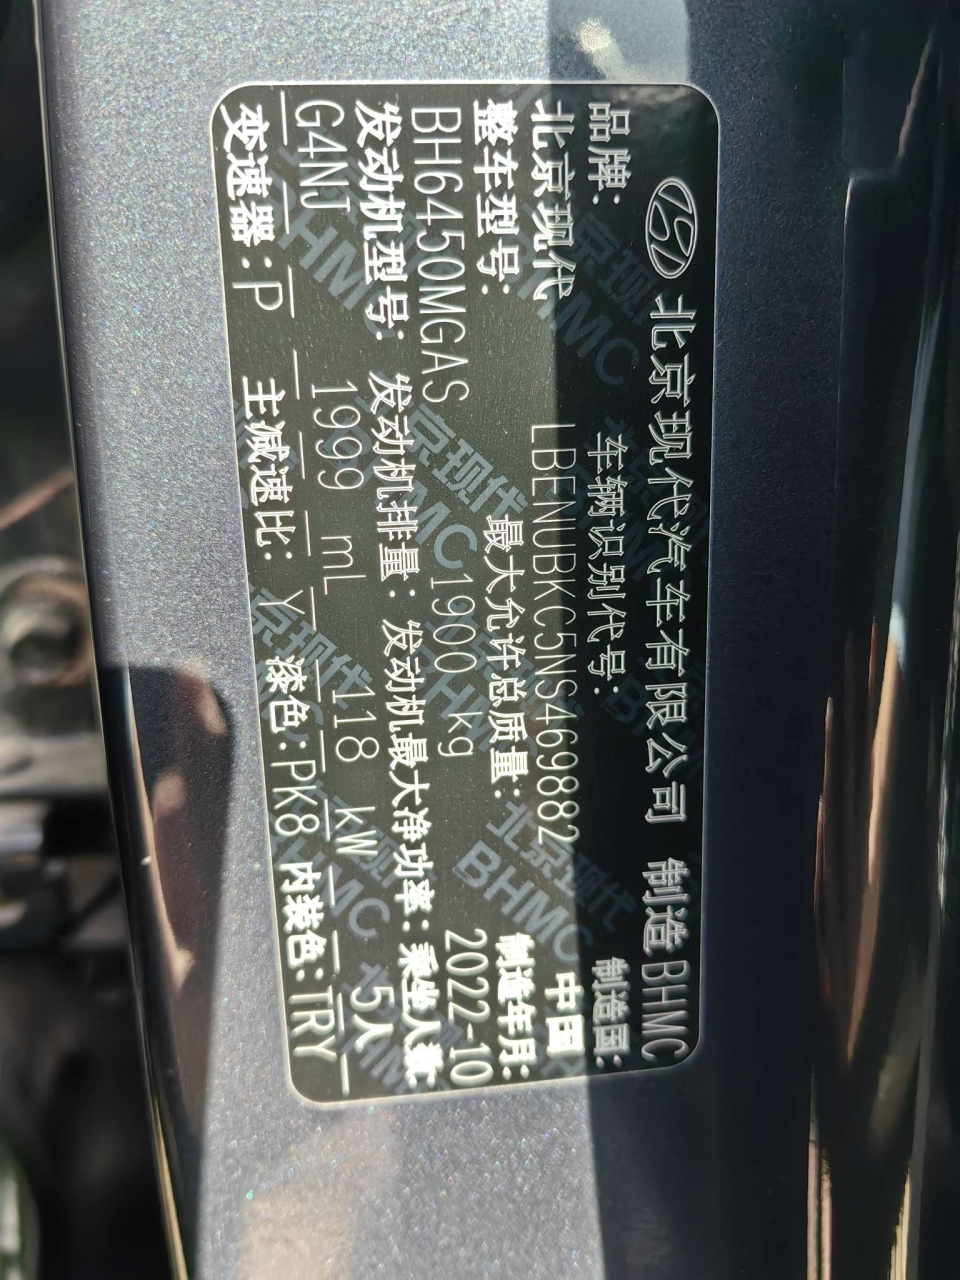 北京现代汽车有限公司 制造 BHMC
品牌: 车辆识别代号: 制造国:
北京现代 LBENUBKC5NS469882 中国
整车型号: 最大允许总质量: 制造年月:
BH6450MGAS 1900 kg 2022-10
发动机型号: 发动机排量: 发动机最大净功率: 乘坐人数:
G4NJ 1999 mL 118 kW 5人
变速器:P 主减速比:Y 漆色:PK8 内装色:TRY